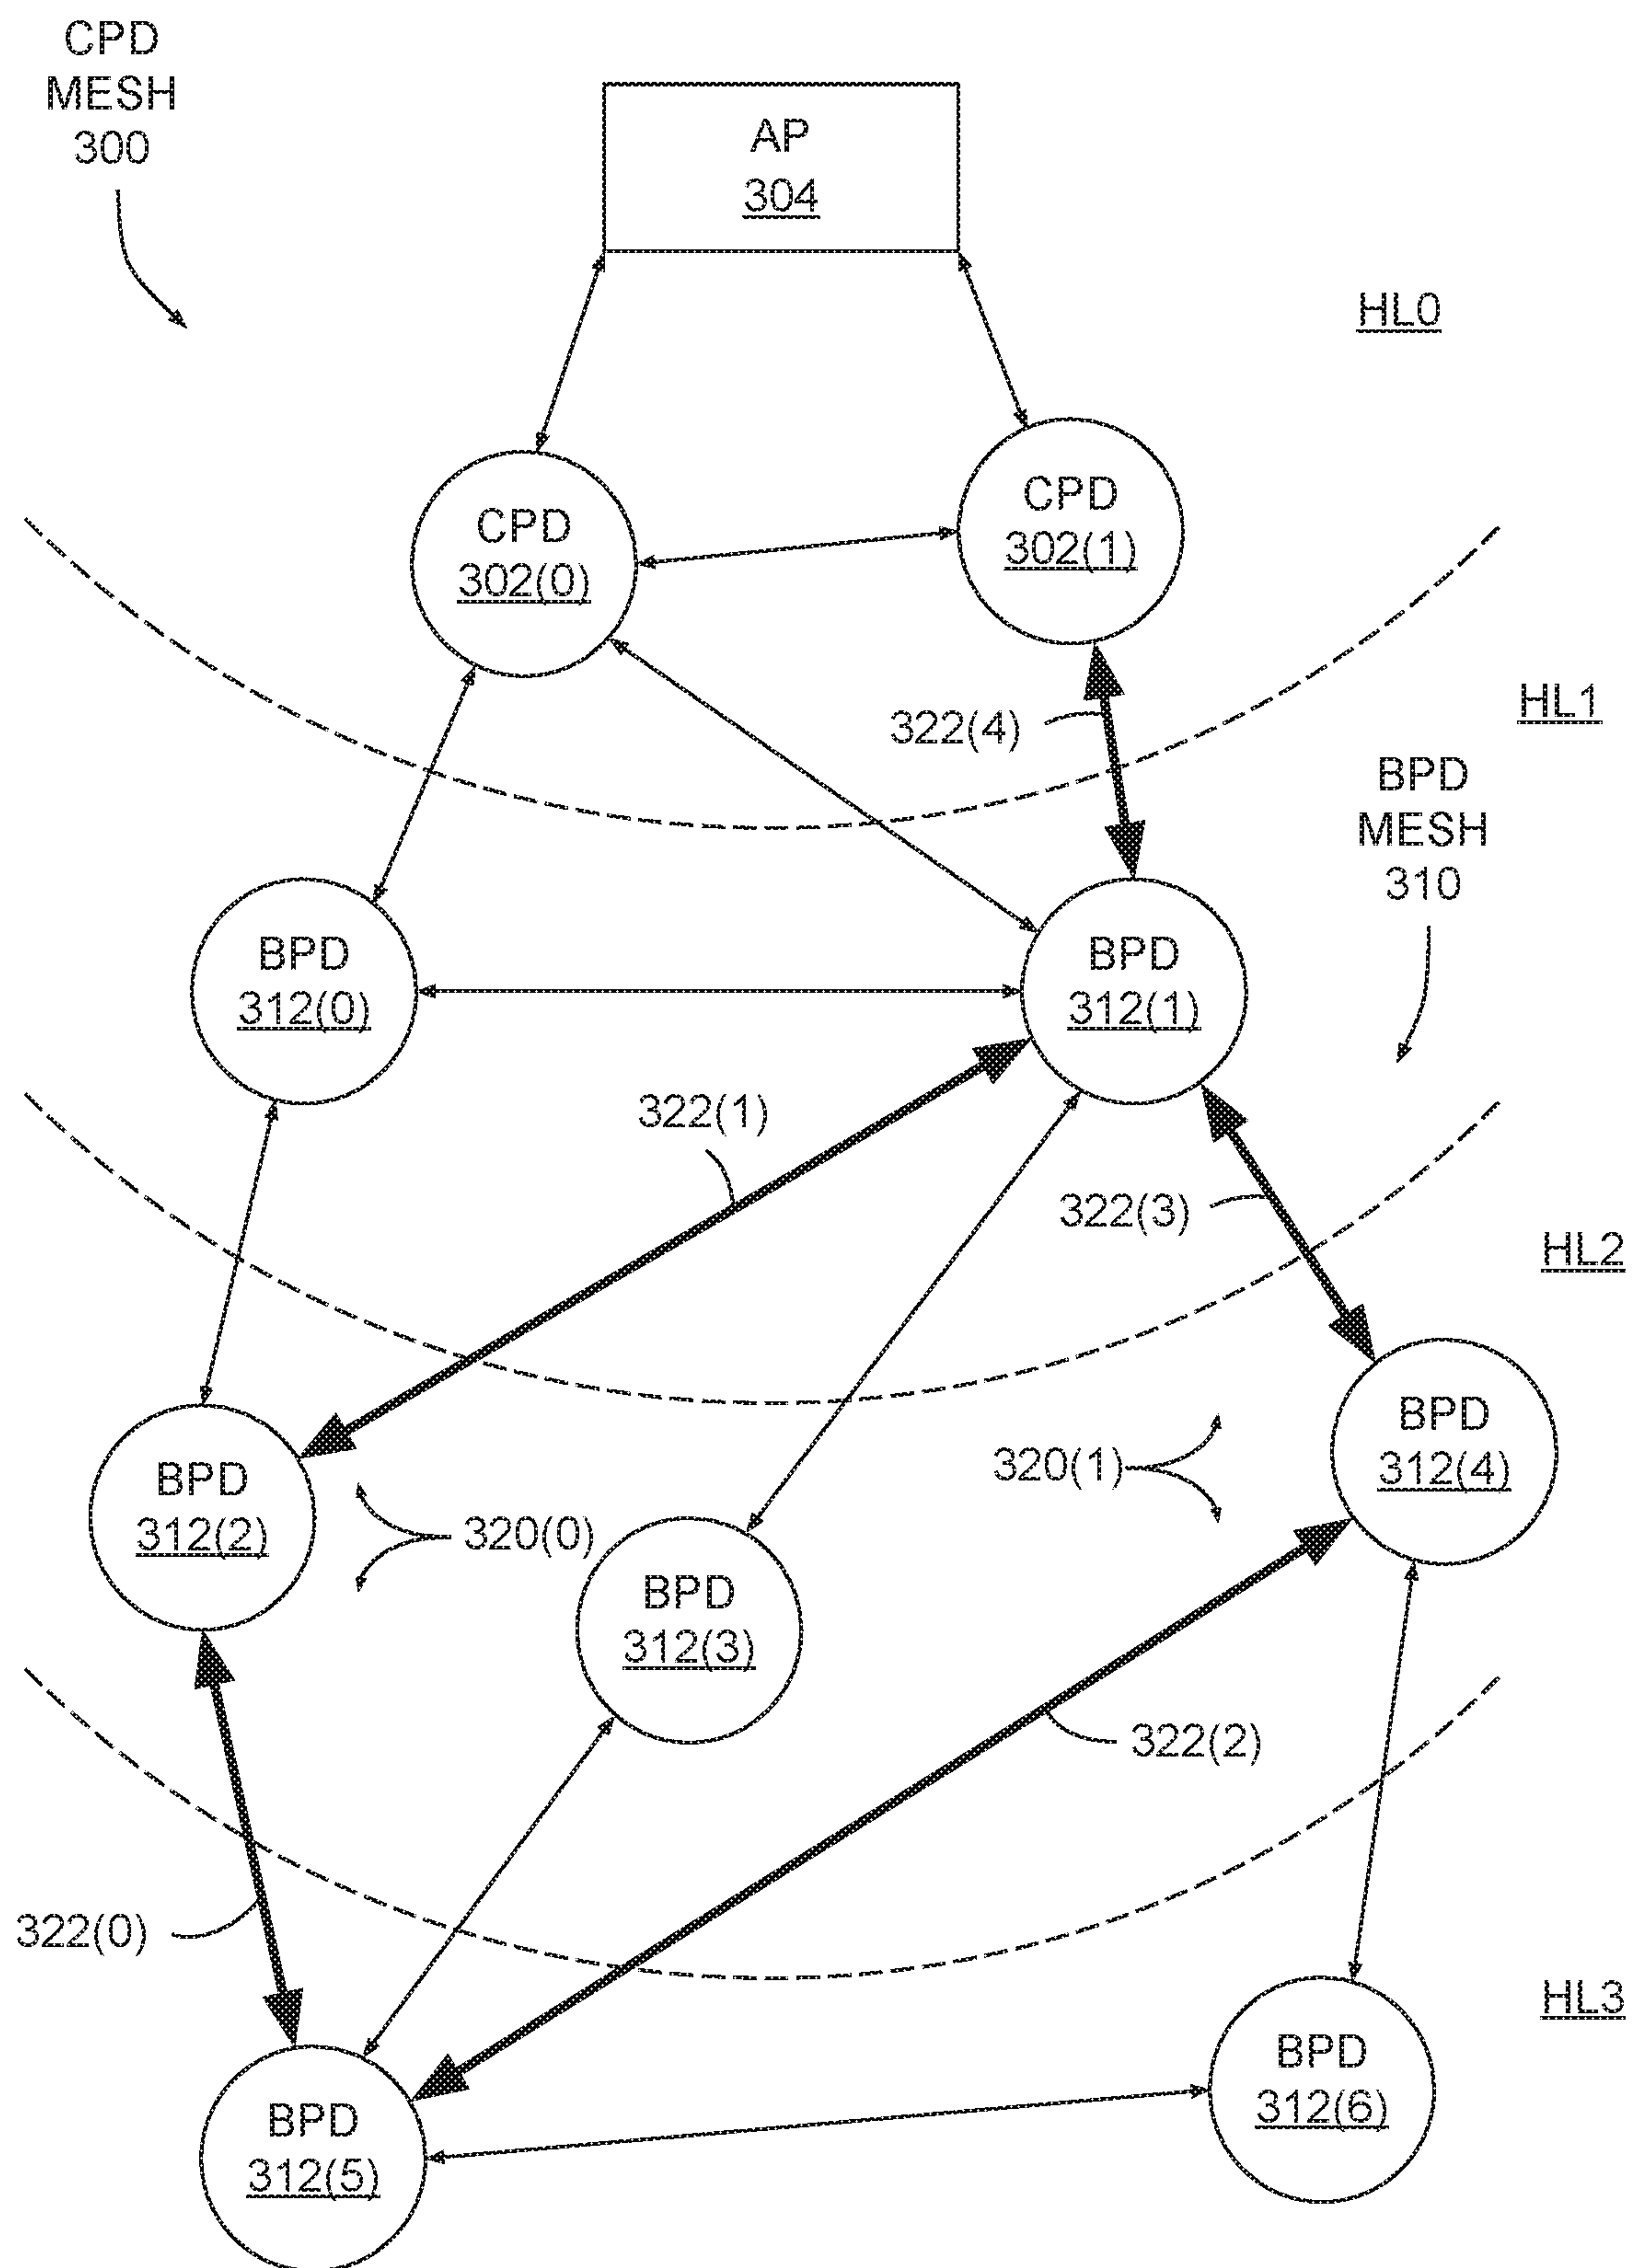 CPD
MESH
300
AP
304
HL0
CPD
302(0)
CPD
302(1)
322(4)
HL1
BPD
MESH
310
BPD
312(0)
BPD
312(1)
322(1)
322(3)
HL2
BPD
312(2)
320(0)
BPD
312(3)
320(1)
BPD
312(4)
322(2)
322(0)
HL3
BPD
312(5)
BPD
312(6)